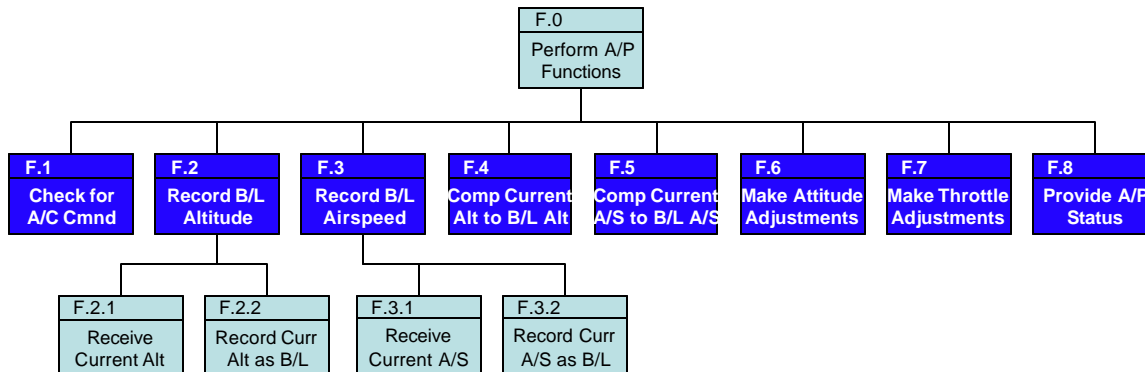 F.0
Perform A/P
Functions
F.1
Check for
A/C Cmnd
F.2
Record B/L
Altitude
F.3
Record B/L
Airspeed
F.4
Comp Current
Alt to B/L Alt
F.5
Comp Current
A/S to B/L A/S
F.6
Make Attitude
Adjustments
F.7
Make Throttle
Adjustments
F.8
Provide A/P
Status
F.2.1
Receive
Current Alt
F.2.2
Record Curr
Alt as B/L
F.3.1
Receive
Current A/S
F.3.2
Record Curr
A/S as B/L